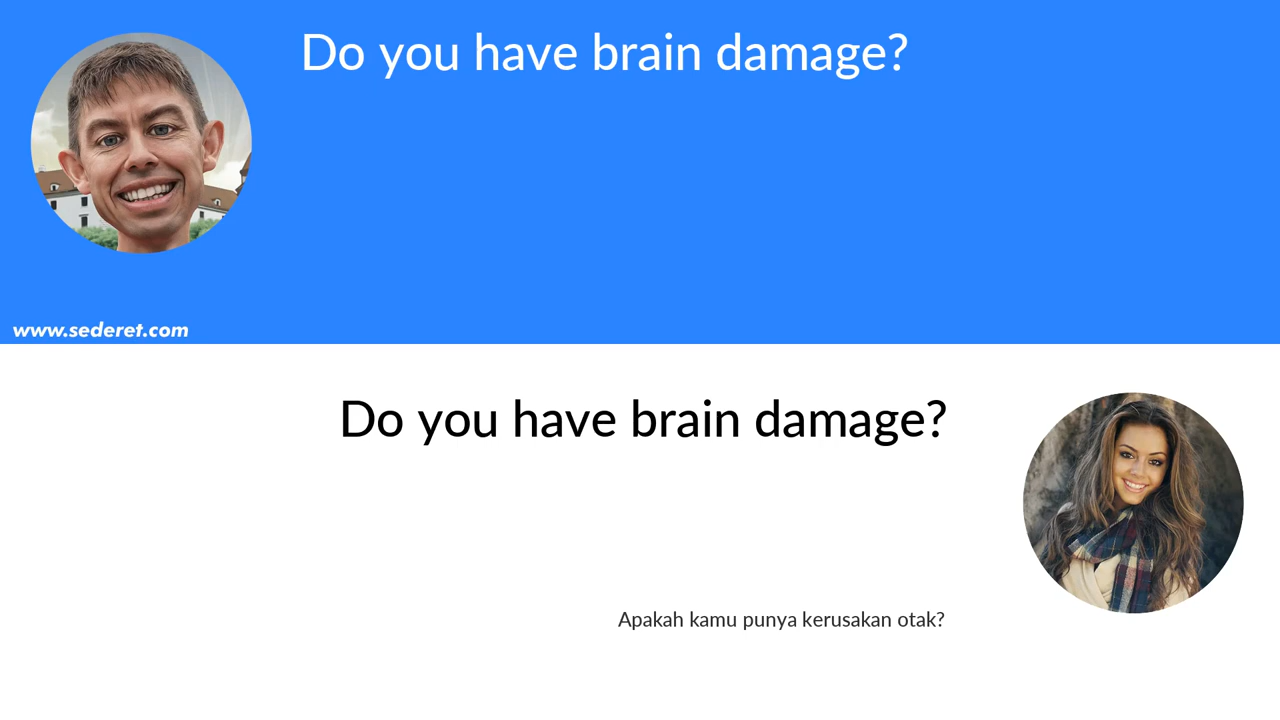 Do you have brain damage?
www.sederet.com
Do you have brain damage?
Apakah kamu punya kerusakan otak?